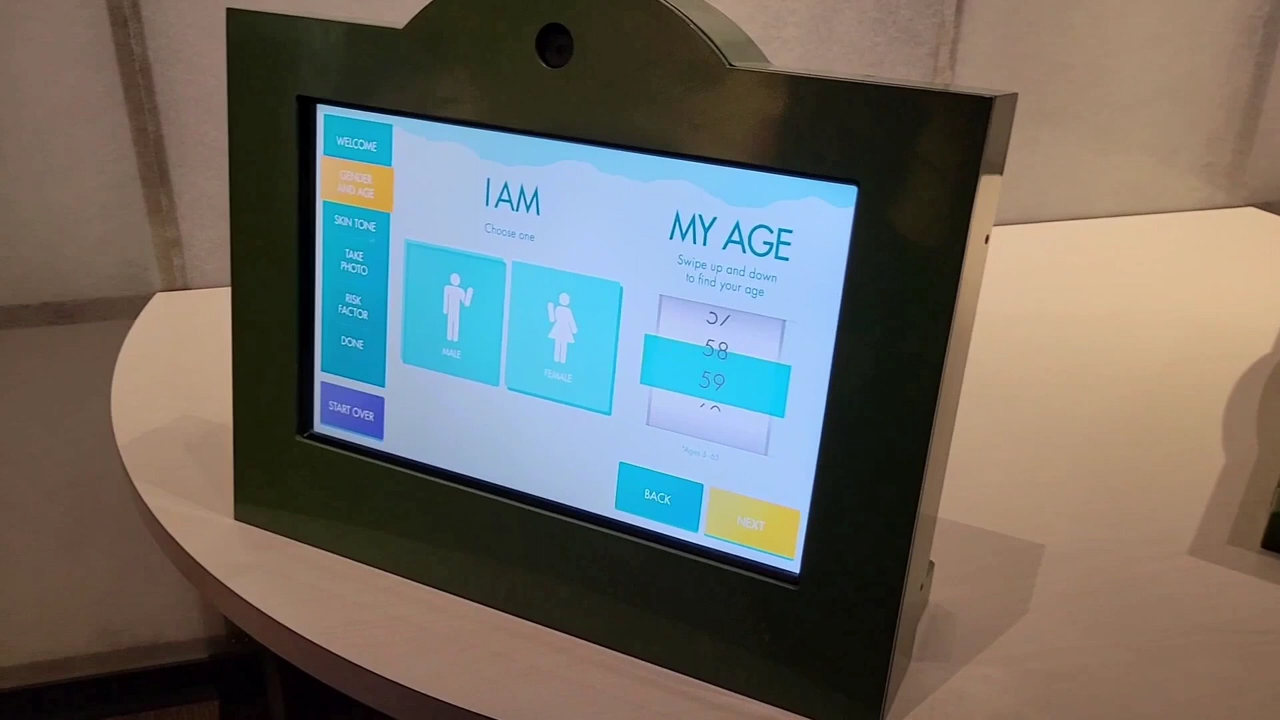 WELCOME
GENDER
AND AGE
SKIN TONE
TAKE
PHOTO
RISK
FACTOR
DONE
START OVER
I AM
Choose one
MALE
FEMALE
MY AGE
Swipe up and down
to find your age
57
58
59
BACK
NEXT